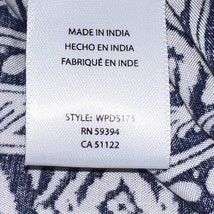 MADE IN INDIA
HECHO EN INDIA
FABRIQUÉ EN INDE
STYLE: WPD5175
RN 59394
CA 51122